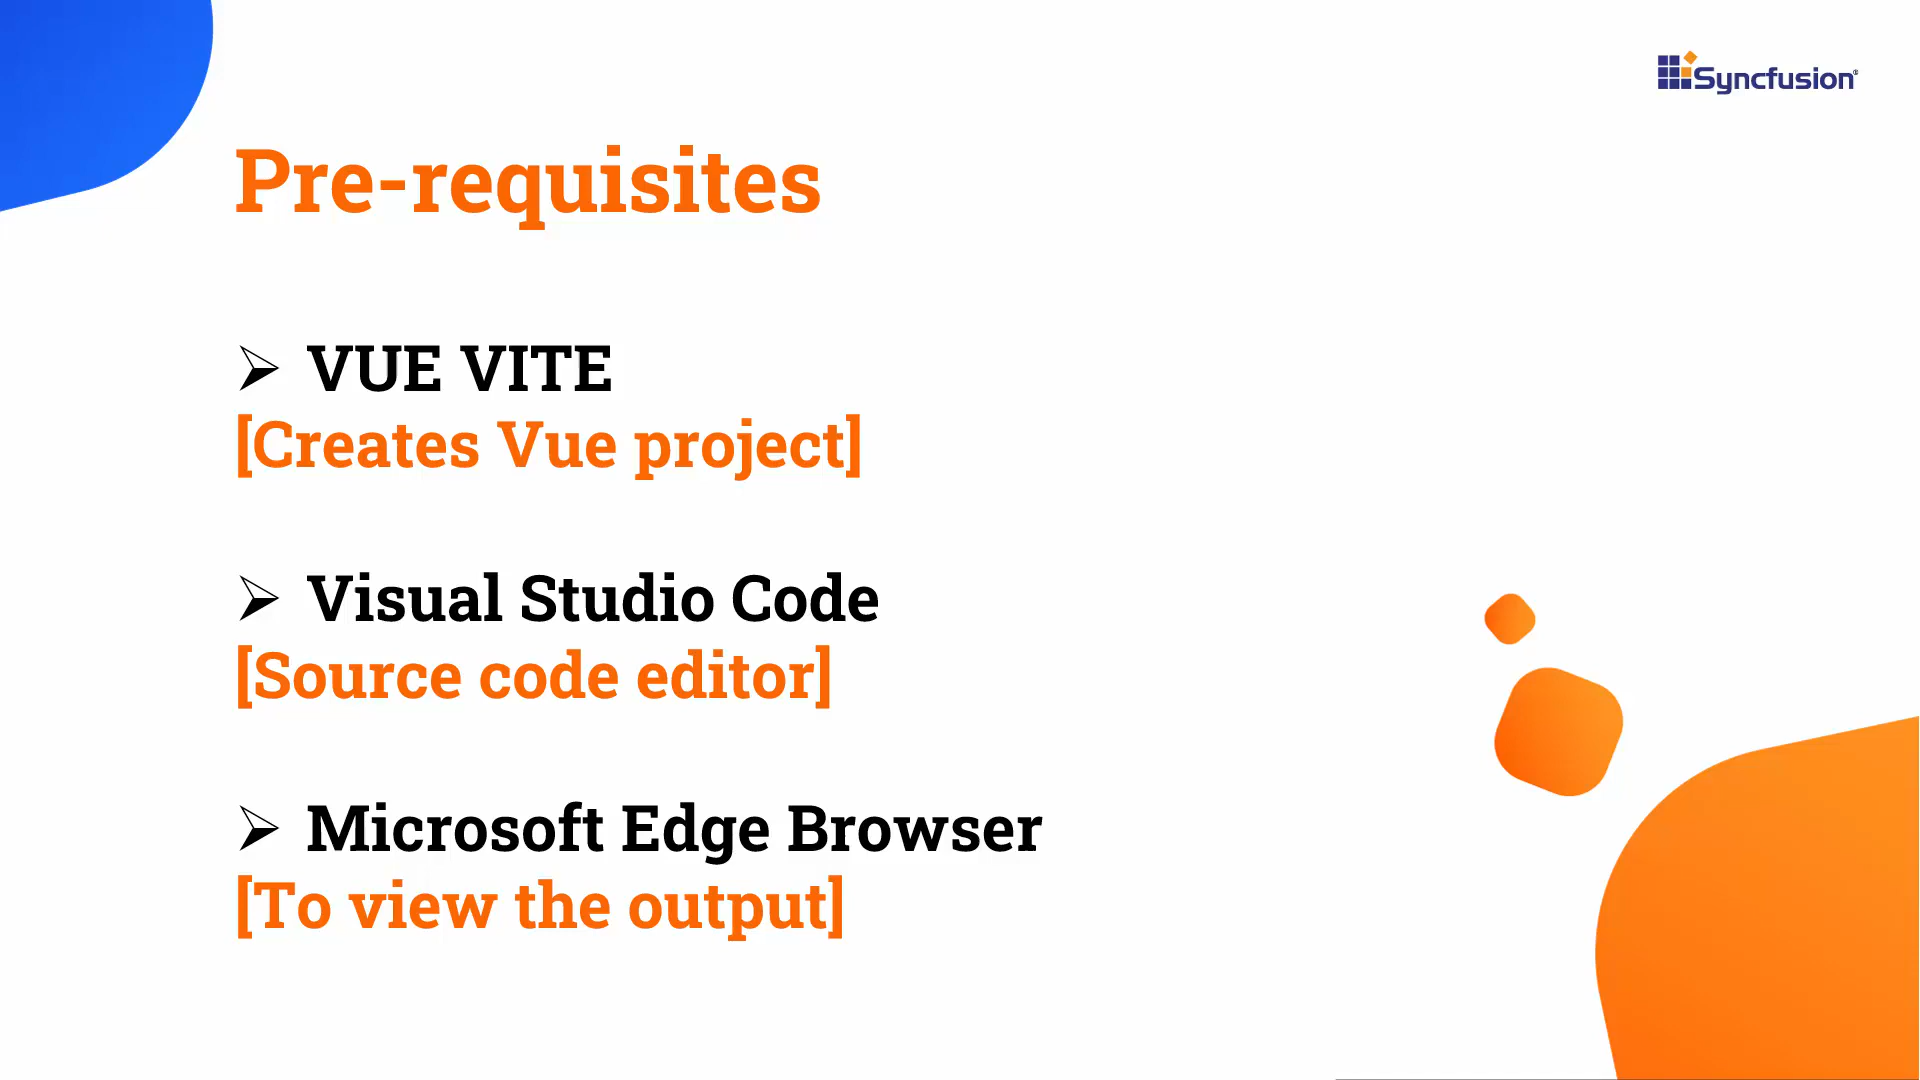 Syncfusion®
Pre-requisites
➢ VUE VITE
[Creates Vue project]
➢ Visual Studio Code
[Source code editor]
➢ Microsoft Edge Browser
[To view the output]